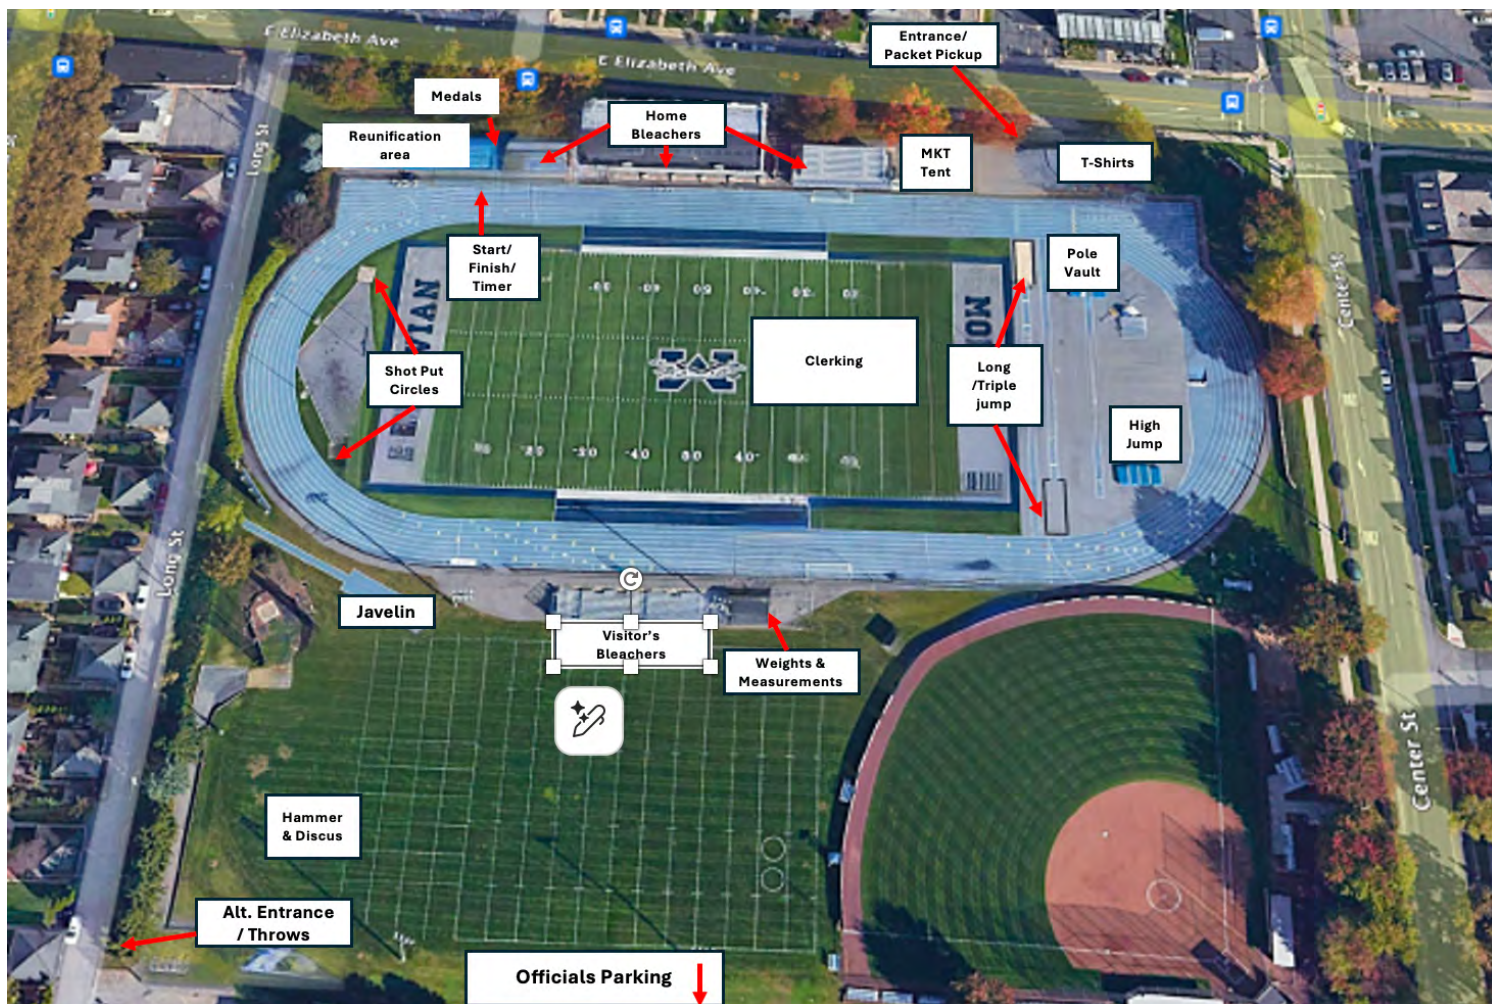 E Elizabeth Ave
E Elizabeth Ave
Entrance/
Packet Pickup
Medals
Home
Bleachers
Reunification
area
MKT
Tent
T-Shirts
Long St
Start/
Finish/
Timer
Pole
Vault
Center St
VIAN
MO
Shot Put
Circles
Clerking
Long
/Triple
jump
High
Jump
Long St
Javelin
Visitor's
Bleachers
Weights &
Measurements
Center St
Hammer
& Discus
Alt. Entrance
/ Throws
Officials Parking